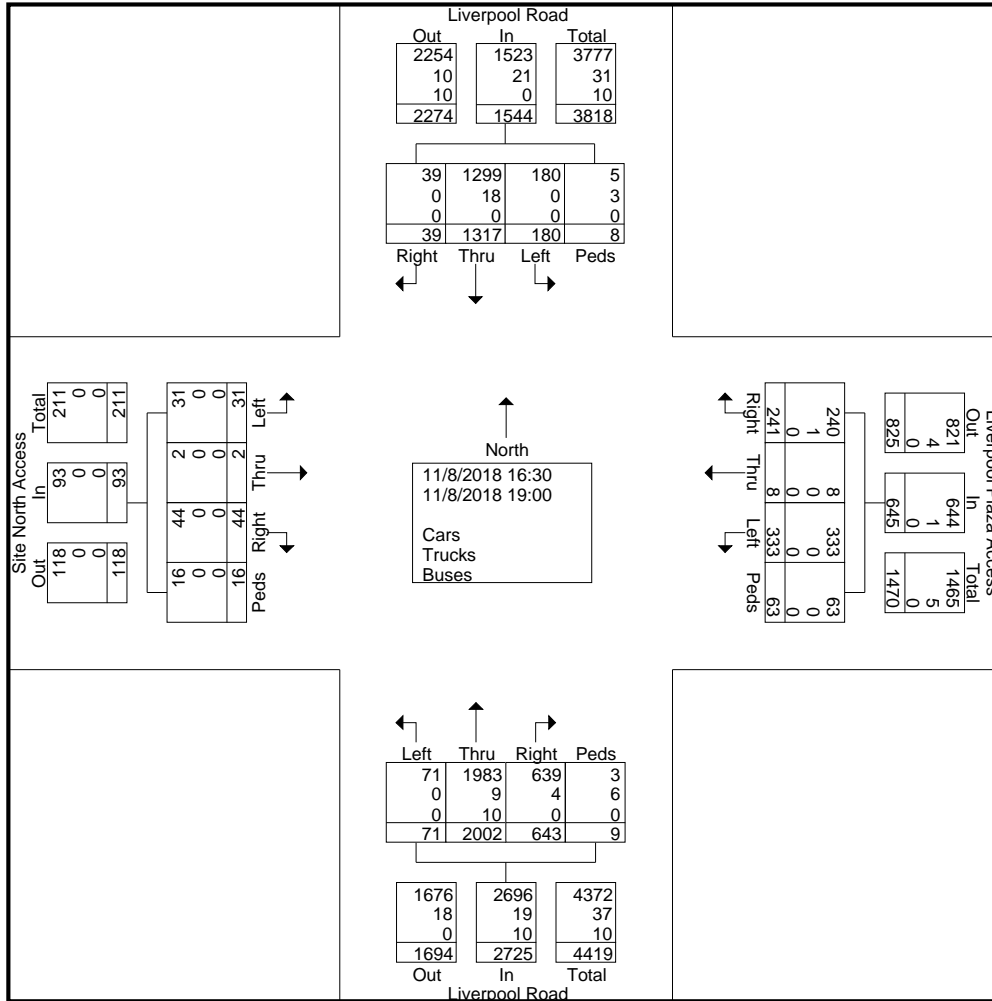 Liverpool Road
Out In Total
2254 1523 3777
10 21 31
10 0 10
2274 1544 3818
39 1299 180 5
0 18 0 3
0 0 0 0
39 1317 180 8
Right Thru Left Peds
Site North Access
Out In Total
118 93 211
0 0 0
0 0 0
118 93 211
16 44 2 31
0 0 0 0
0 0 0 0
16 44 2 31
Peds Right Thru Left
North
11/8/2018 16:30
11/8/2018 19:00
Cars
Trucks
Buses
Liverpool Plaza Access
Out In Total
821 644 1465
4 1 5
0 0 0
825 645 1470
240 8 333 63
1 0 0 0
0 0 0 0
241 8 333 63
Right Thru Left Peds
Left Thru Right Peds
71 1983 639 3
0 9 4 6
0 10 0 0
71 2002 643 9
1676 2696 4372
18 19 37
0 10 10
1694 2725 4419
Out In Total
Liverpool Road